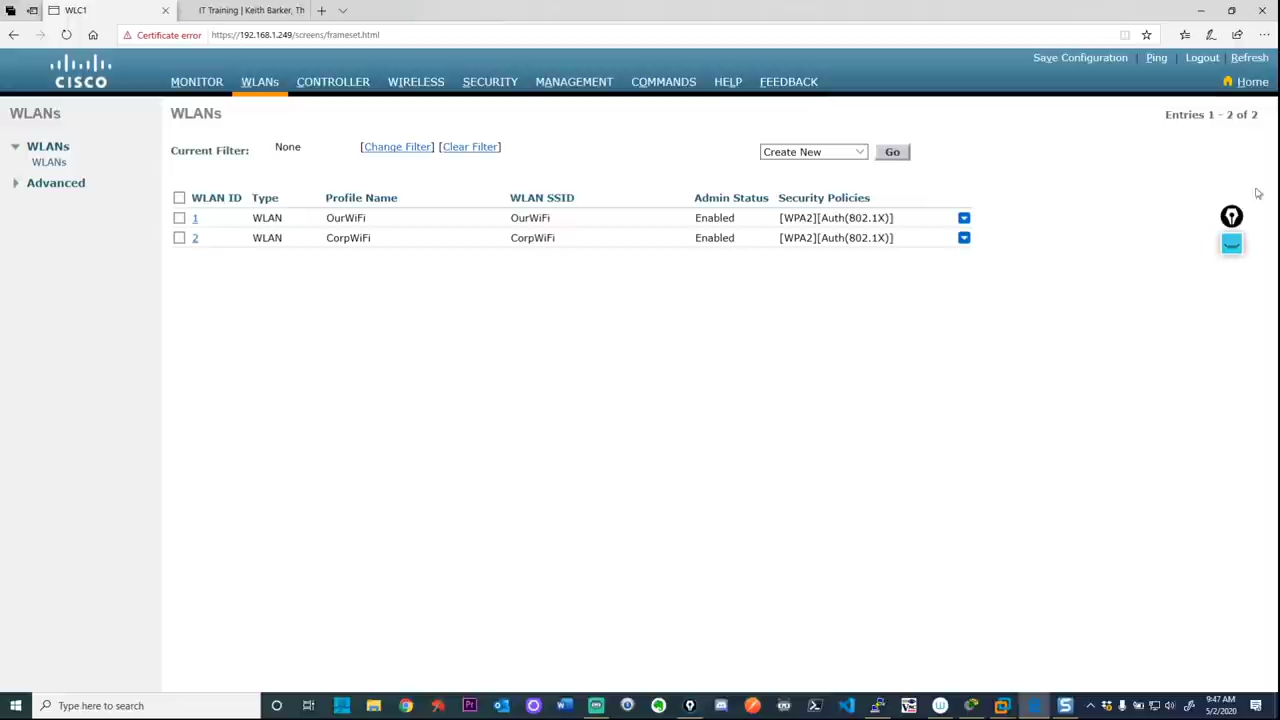 WLC1
IT Training | Keith Barker, Th
Certificate error
https://192.168.1.249/screens/frameset.html
Save Configuration | Ping | Logout | Refresh
CISCO
MONITOR WLANs CONTROLLER WIRELESS SECURITY MANAGEMENT COMMANDS HELP FEEDBACK
Home
WLANs
WLANs
WLANs
Advanced
WLANs
Entries 1 - 2 of 2
Current Filter: None [Change Filter] [Clear Filter]
Create New Go
WLAN ID Type Profile Name WLAN SSID Admin Status Security Policies
1 WLAN OurWiFi OurWiFi Enabled [WPA2][Auth(802.1X)]
2 WLAN CorpWiFi CorpWiFi Enabled [WPA2][Auth(802.1X)]
Type here to search
9:47 AM
5/2/2020